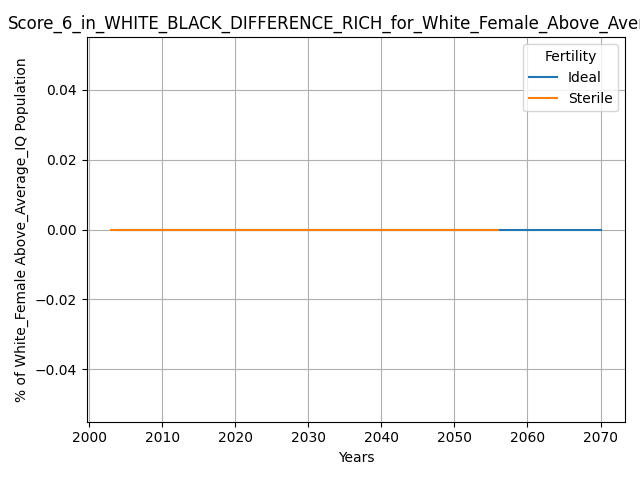 Score_6_in_WHITE_BLACK_DIFFERENCE_RICH_for_White_Female_Above_Aver
% of White_Female Above_Average_IQ Population
0.04
0.02
0.00
−0.02
−0.04
Fertility
Ideal
Sterile
2000 2010 2020 2030 2040 2050 2060 2070
Years